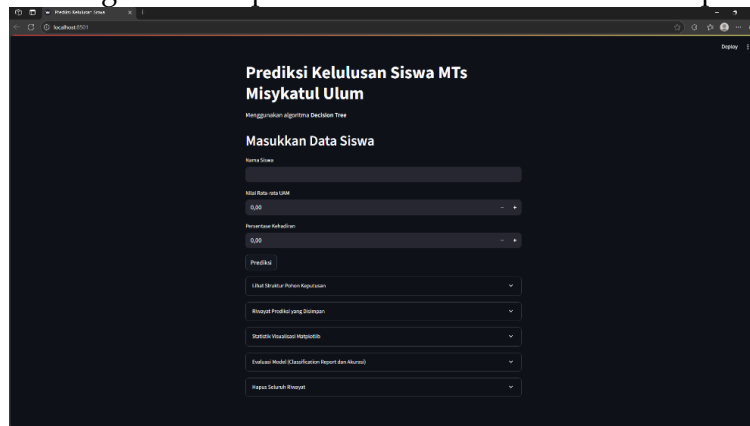 Prediksi Kelulusan Siswa
localhost:8501
Deploy
Prediksi Kelulusan Siswa MTs
Misykatul Ulum
Menggunakan algoritma Decision Tree
Masukkan Data Siswa
Nama Siswa
Nilai Rata-rata UAM
0,00
Persentase Kehadiran
0,00
Prediksi
Lihat Struktur Pohon Keputusan
Riwayat Prediksi yang Disimpan
Statistik Visualisasi Matplotlib
Evaluasi Model (Classification Report dan Akurasi)
Hapus Seluruh Riwayat